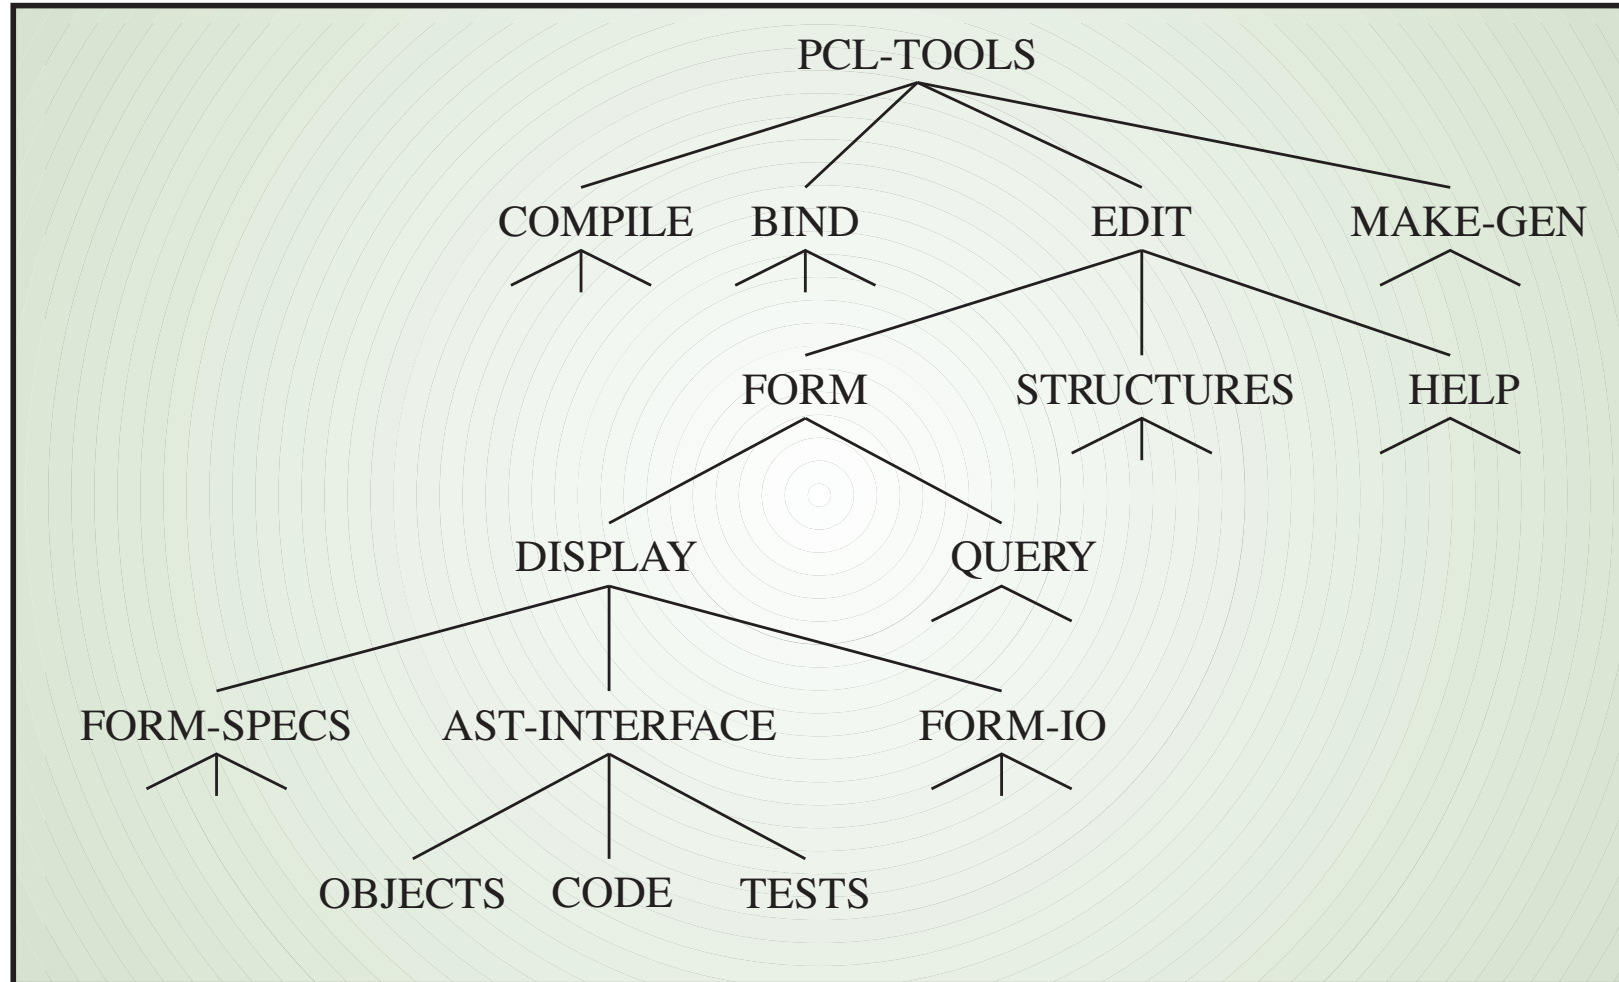 PCL-TOOLS
COMPILE BIND EDIT MAKE-GEN
FORM STRUCTURES HELP
DISPLAY QUERY
FORM-SPECS AST-INTERFACE FORM-IO
OBJECTS CODE TESTS